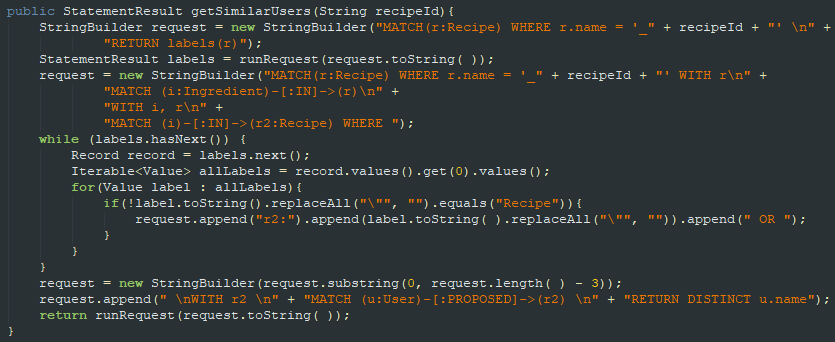 public StatementResult getSimilarUsers(String recipeId){
    StringBuilder request = new StringBuilder("MATCH(r:Recipe) WHERE r.name = '_" + recipeId + "' \n" +
            "RETURN labels(r)");
    StatementResult labels = runRequest(request.toString( ));
    request = new StringBuilder("MATCH(r:Recipe) WHERE r.name = '_" + recipeId + "' WITH r\n" +
            "MATCH (i:Ingredient)-[:IN]->(r)\n" +
            "WITH i, r\n" +
            "MATCH (i)-[:IN]->(r2:Recipe) WHERE ");
    while (labels.hasNext()) {
        Record record = labels.next();
        Iterable<Value> allLabels = record.values().get(0).values();
        for(Value label : allLabels){
            if(!label.toString().replaceAll("\"", "").equals("Recipe")){
                request.append("r2:").append(label.toString( ).replaceAll("\"", "")).append(" OR ");
            }
        }
    }
    request = new StringBuilder(request.substring(0, request.length( ) - 3));
    request.append(" \nWITH r2 \n" + "MATCH (u:User)-[:PROPOSED]->(r2) \n" + "RETURN DISTINCT u.name");
    return runRequest(request.toString( ));
}